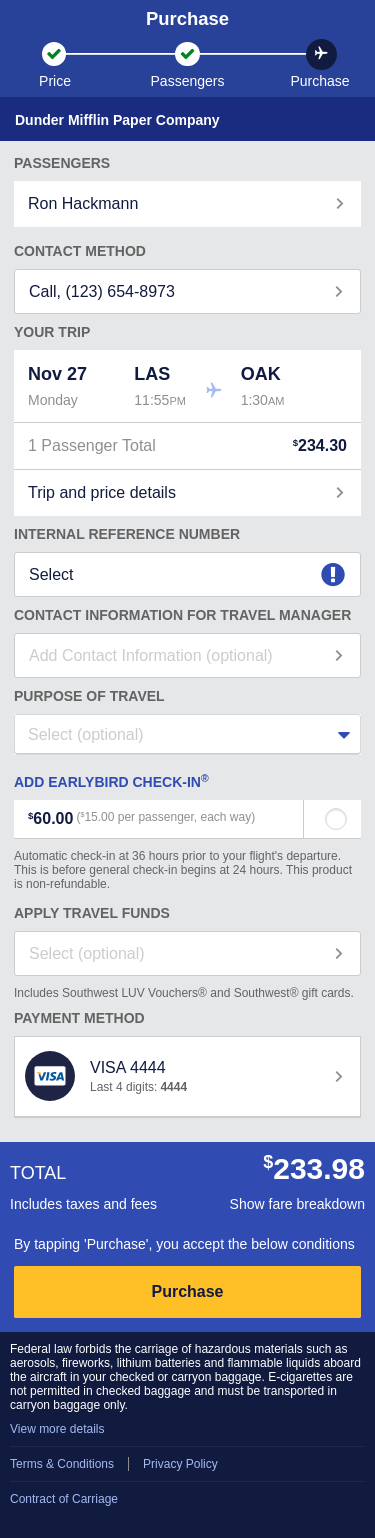 Purchase
Price
Passengers
Purchase
Dunder Mifflin Paper Company
PASSENGERS
Ron Hackmann
CONTACT METHOD
Call, (123) 654-8973
YOUR TRIP
Nov 27 LAS OAK
Monday 11:55PM 1:30AM
1 Passenger Total $234.30
Trip and price details
INTERNAL REFERENCE NUMBER
Select
CONTACT INFORMATION FOR TRAVEL MANAGER
Add Contact Information (optional)
PURPOSE OF TRAVEL
Select (optional)
ADD EARLYBIRD CHECK-IN®
$60.00 ($15.00 per passenger, each way)
Automatic check-in at 36 hours prior to your flight's departure.
This is before general check-in begins at 24 hours. This product
is non-refundable.
APPLY TRAVEL FUNDS
Select (optional)
Includes Southwest LUV Vouchers® and Southwest® gift cards.
PAYMENT METHOD
VISA
VISA 4444
Last 4 digits: 4444
TOTAL $233.98
Includes taxes and fees Show fare breakdown
By tapping 'Purchase', you accept the below conditions
Purchase
Federal law forbids the carriage of hazardous materials such as
aerosols, fireworks, lithium batteries and flammable liquids aboard
the aircraft in your checked or carryon baggage. E-cigarettes are
not permitted in checked baggage and must be transported in
carryon baggage only.
View more details
Terms & Conditions Privacy Policy
Contract of Carriage